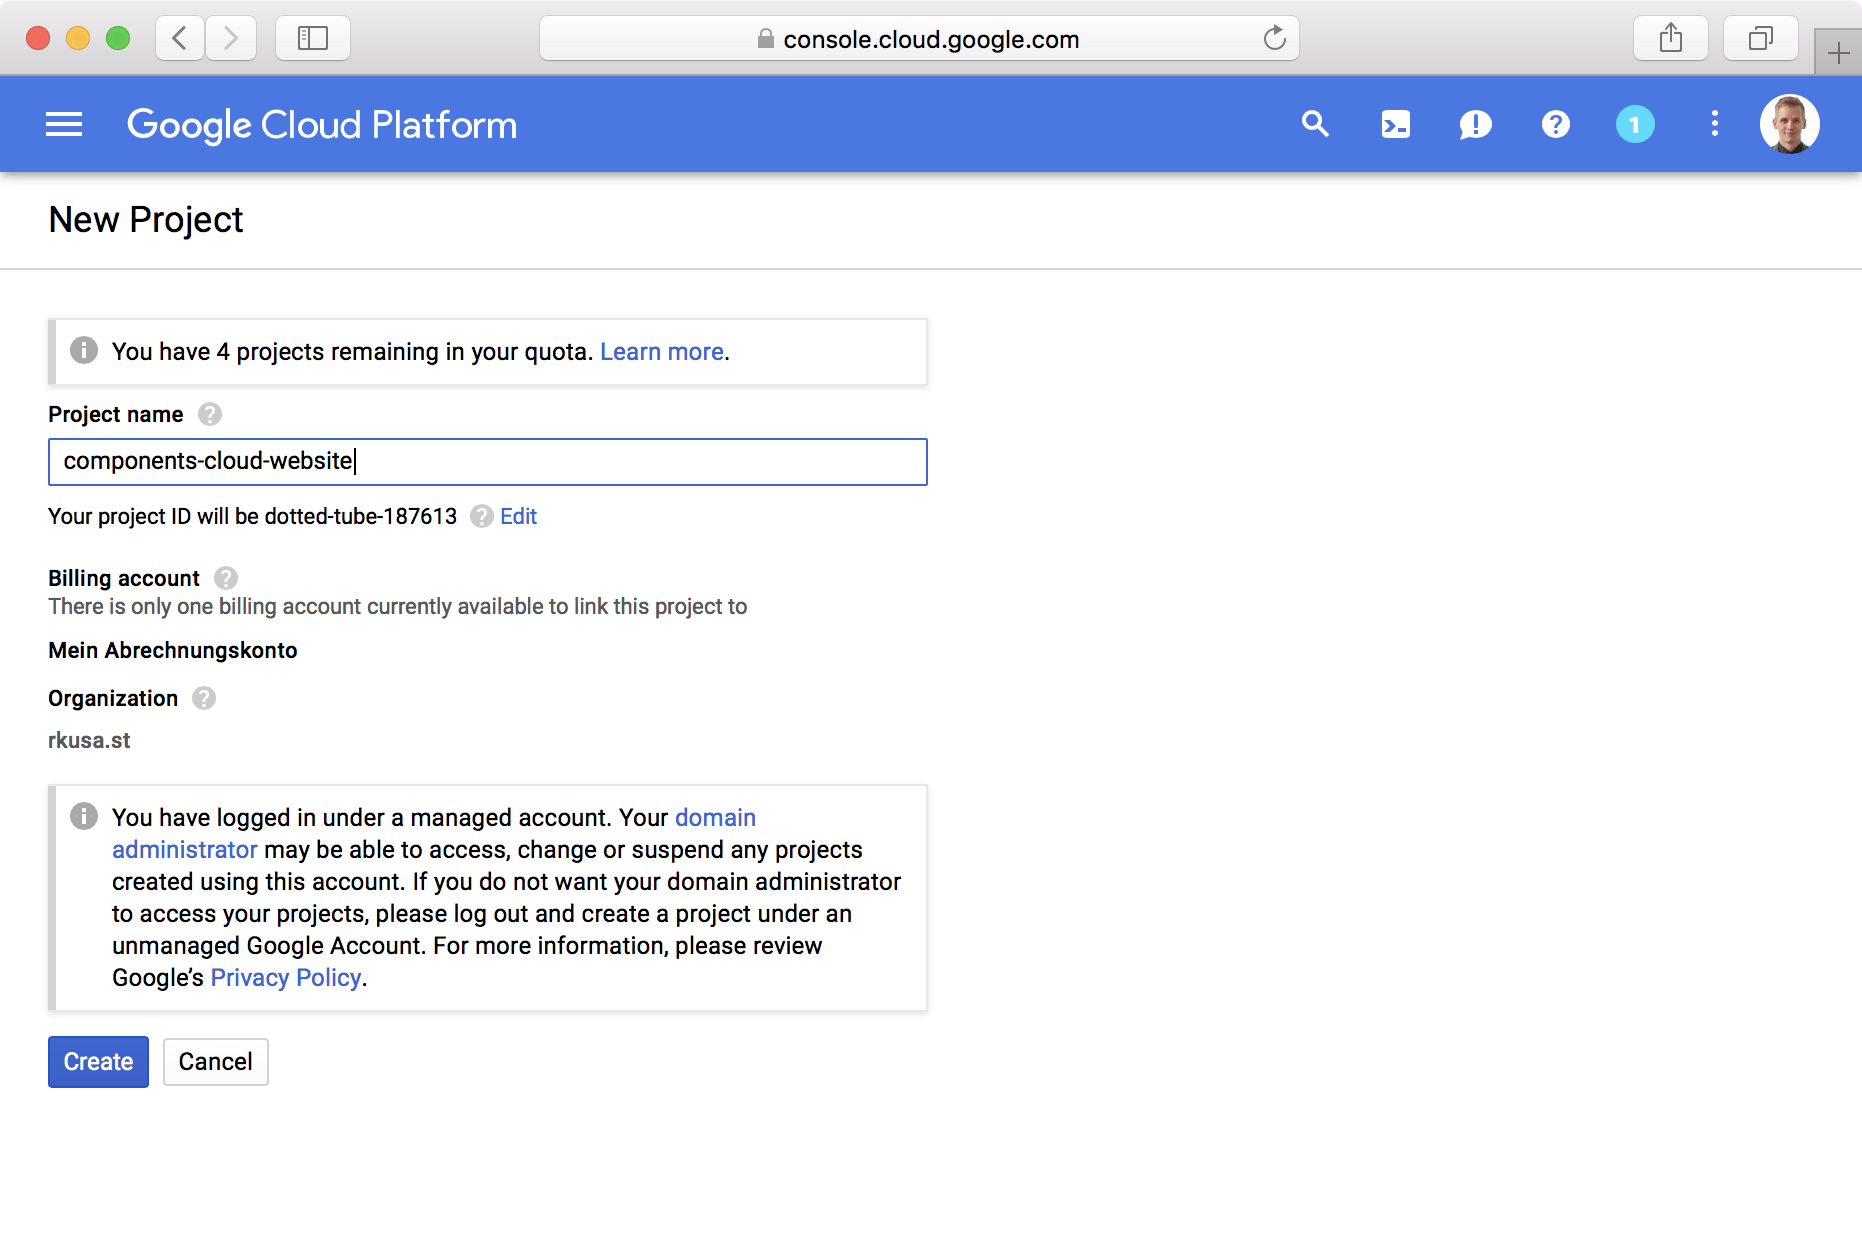 console.cloud.google.com
Google Cloud Platform
1
New Project
You have 4 projects remaining in your quota. Learn more.
Project name
components-cloud-website
Your project ID will be dotted-tube-187613 Edit
Billing account
There is only one billing account currently available to link this project to
Mein Abrechnungskonto
Organization
rkusa.st
You have logged in under a managed account. Your domain
administrator may be able to access, change or suspend any projects
created using this account. If you do not want your domain administrator
to access your projects, please log out and create a project under an
unmanaged Google Account. For more information, please review
Google’s Privacy Policy.
Create Cancel